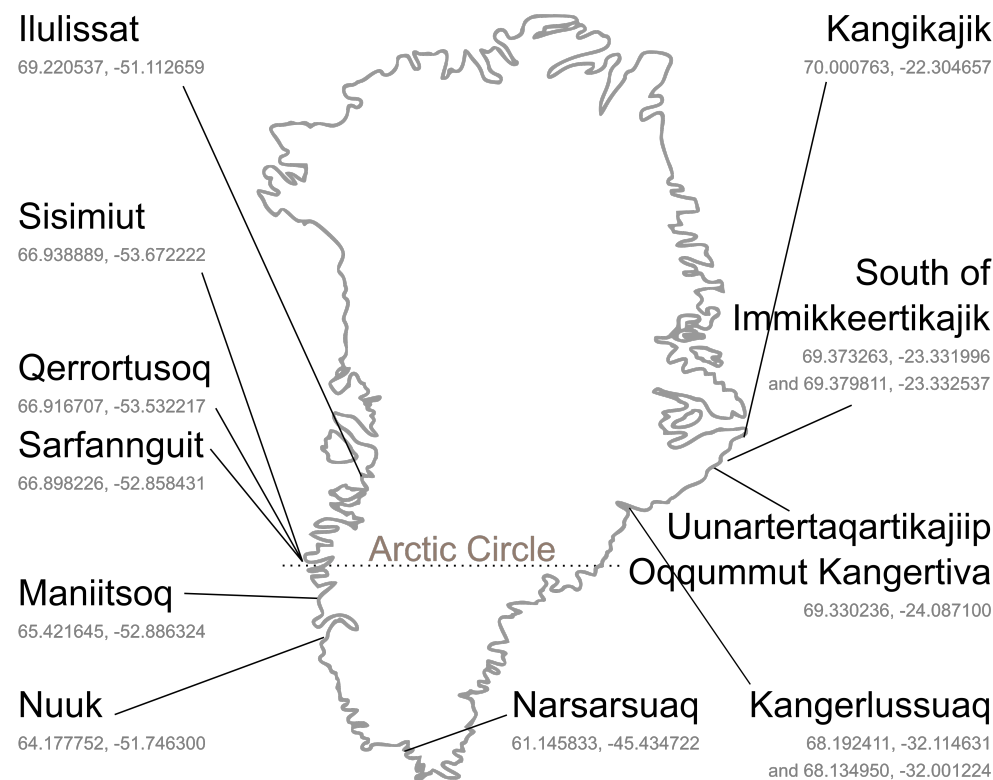 Ilulissat
69.220537, -51.112659
Kangikajik
70.000763, -22.304657
Sisimiut
66.938889, -53.672222
South of
Immikkeertikajik
69.373263, -23.331996
and 69.379811, -23.332537
Qerrortusoq
66.916707, -53.532217
Sarfannguit
66.898226, -52.858431
Arctic Circle
Uunartertaqartikajiip
Oqqummut Kangertiva
69.330236, -24.087100
Maniitsoq
65.421645, -52.886324
Nuuk
64.177752, -51.746300
Narsarsuaq
61.145833, -45.434722
Kangerlussuaq
68.192411, -32.114631
and 68.134950, -32.001224